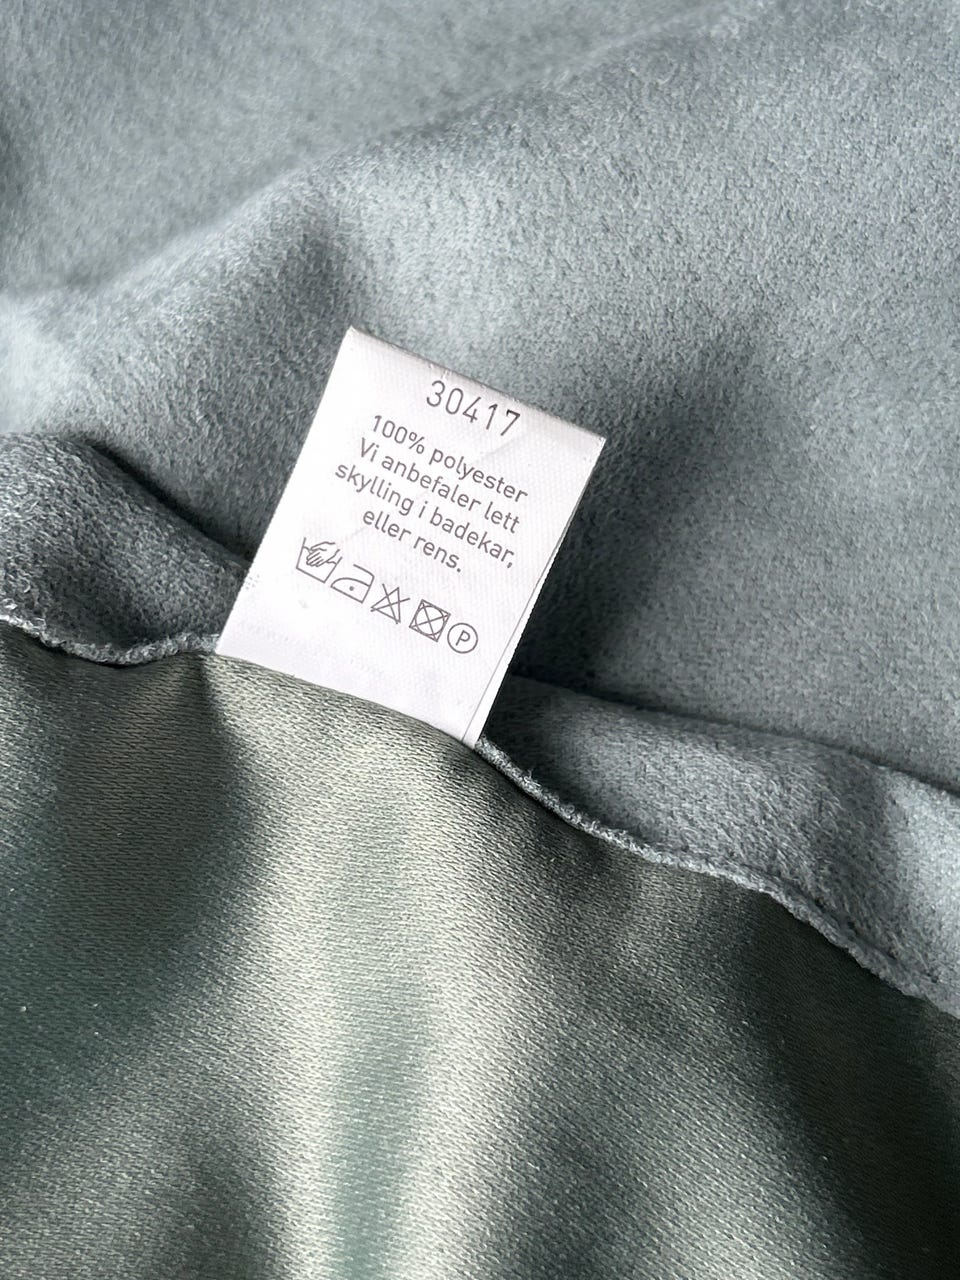 30417
100% polyester
Vi anbefaler lett
skylling i badekar,
eller rens.
P